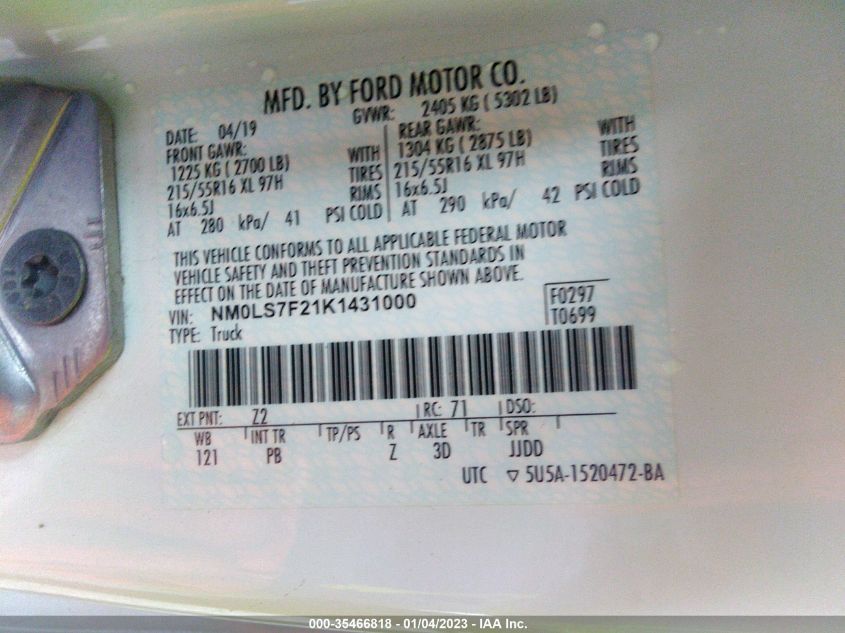 MFD. BY FORD MOTOR CO.
DATE: 04/19 GVWR: 2405 KG ( 5302 LB)
FRONT GAWR: REAR GAWR:
1225 KG ( 2700 LB) WITH 1304 KG ( 2875 LB) WITH
215/55R16 XL 97H TIRES 215/55R16 XL 97H TIRES
16x6.5J RIMS 16x6.5J RIMS
AT 280 kPa/ 41 PSI COLD AT 290 kPa/ 42 PSI COLD
THIS VEHICLE CONFORMS TO ALL APPLICABLE FEDERAL MOTOR
VEHICLE SAFETY AND THEFT PREVENTION STANDARDS IN
EFFECT ON THE DATE OF MANUFACTURE SHOWN ABOVE.
VIN: NM0LS7F21K1431000 F0297
TYPE: Truck T0699
EXT PNT: Z2 RC: 71 DSO:
WB INT TR TP/PS R AXLE TR SPR
121 PB Z 3D JJDD
UTC ▽ 5U5A-1520472-BA
000-35466818 - 01/04/2023 - IAA Inc.